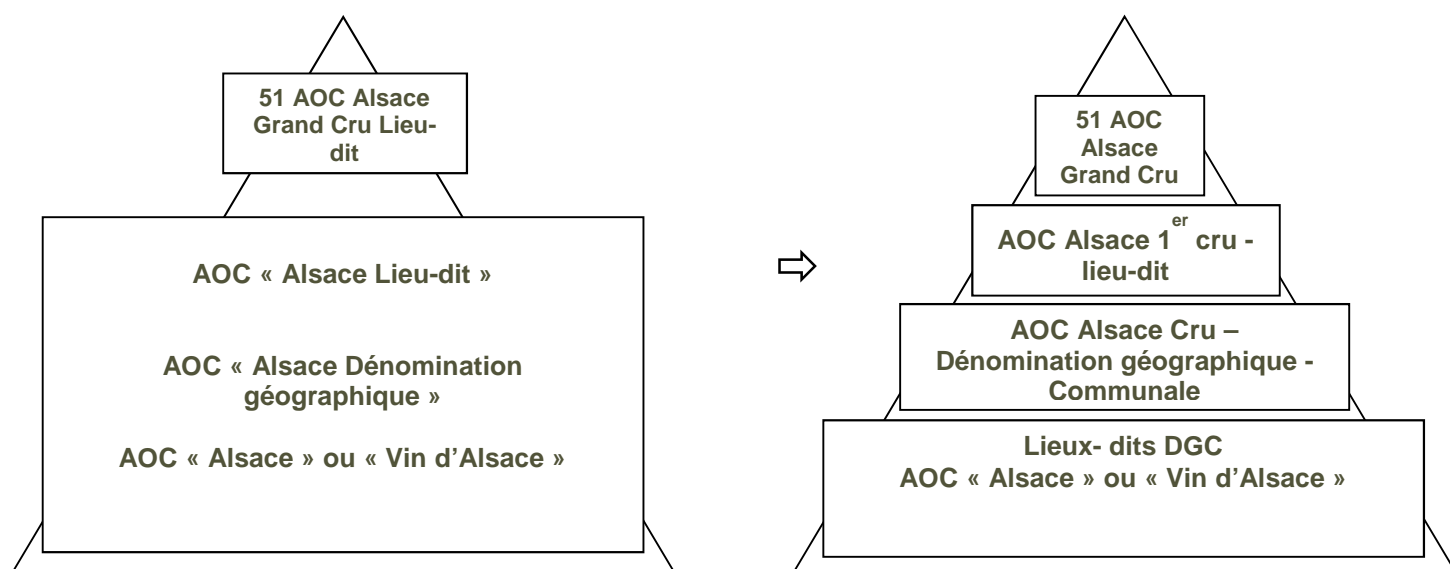 51 AOC Alsace
Grand Cru Lieu-
dit
AOC « Alsace Lieu-dit »
AOC « Alsace Dénomination
géographique »
AOC « Alsace » ou « Vin d’Alsace »
51 AOC
Alsace
Grand Cru
AOC Alsace 1er cru -
lieu-dit
AOC Alsace Cru –
Dénomination géographique -
Communale
Lieux- dits DGC
AOC « Alsace » ou « Vin d’Alsace »